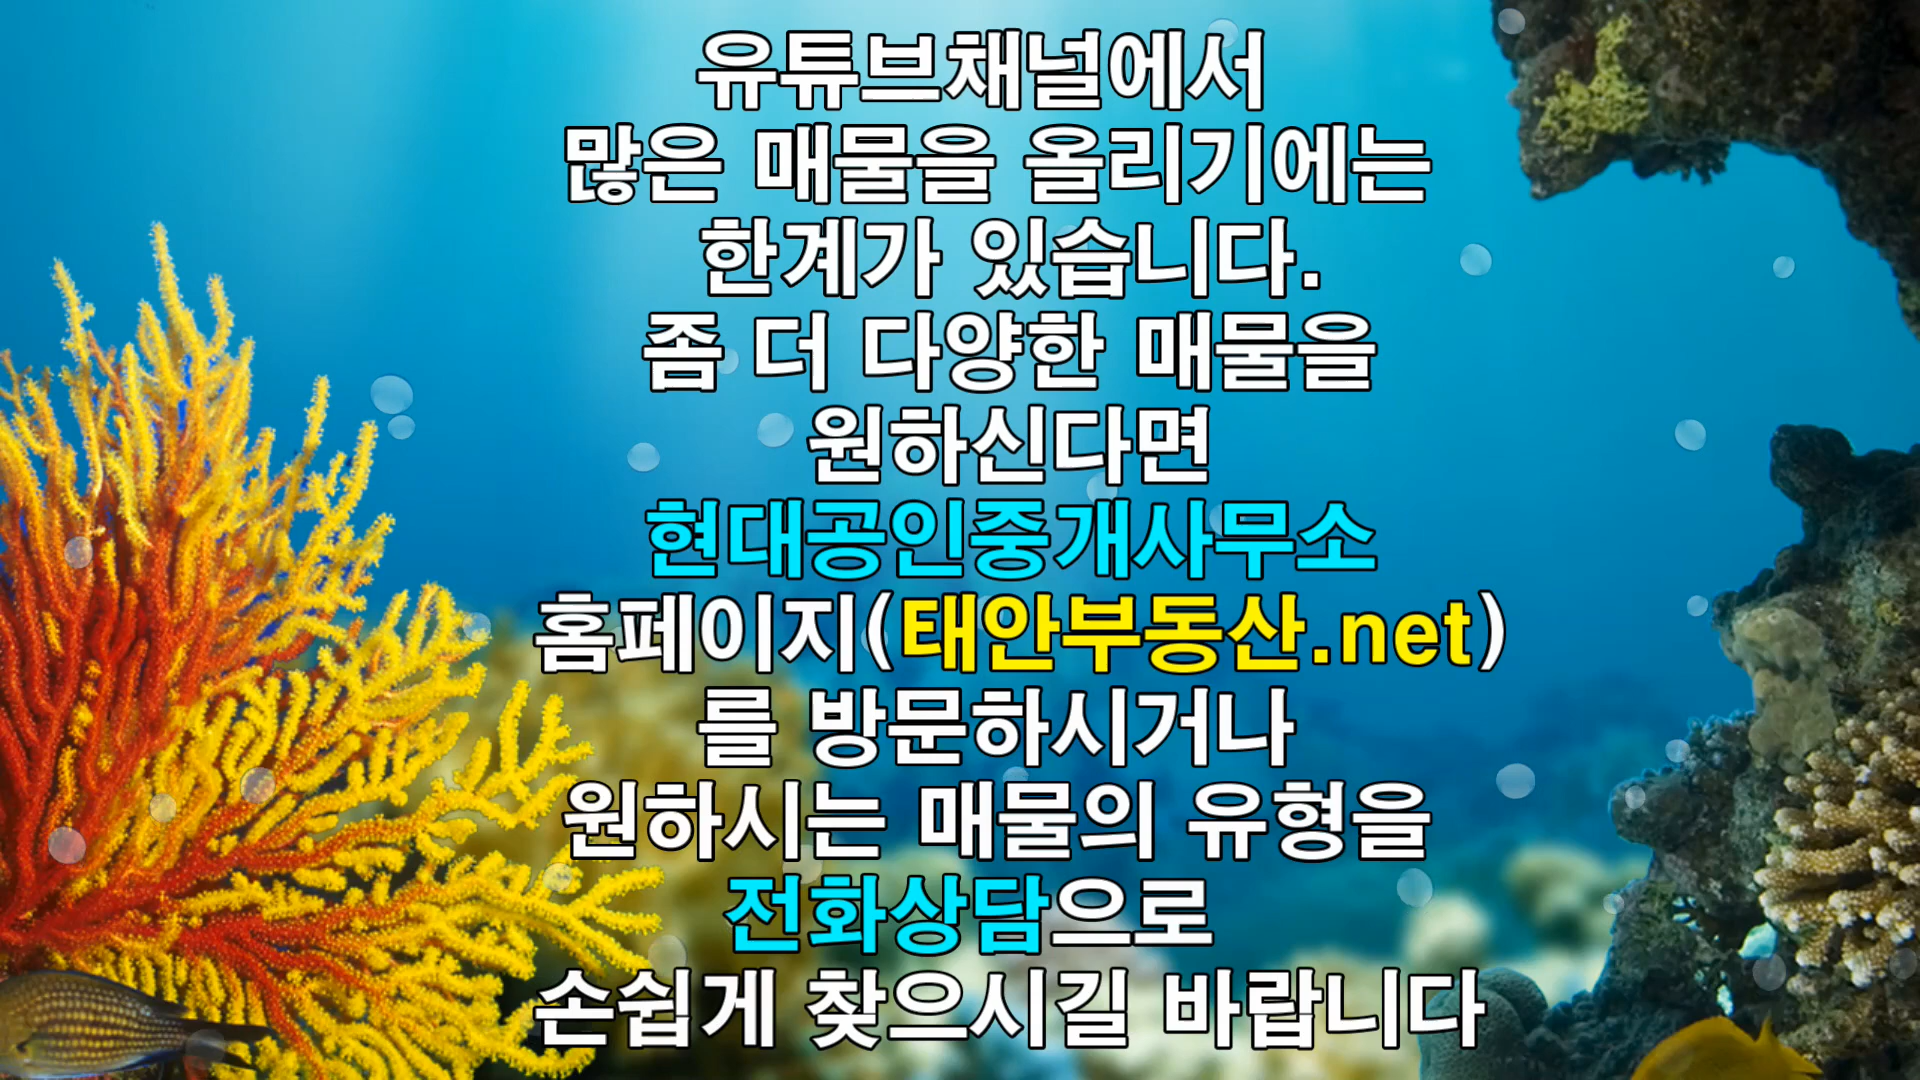 유튜브채널에서
많은 매물을 올리기에는
한계가 있습니다.
좀 더 다양한 매물을
원하신다면
현대공인중개사무소
홈페이지(태안부동산.net)
를 방문하시거나
원하시는 매물의 유형을
전화상담으로
손쉽게 찾으시길 바랍니다